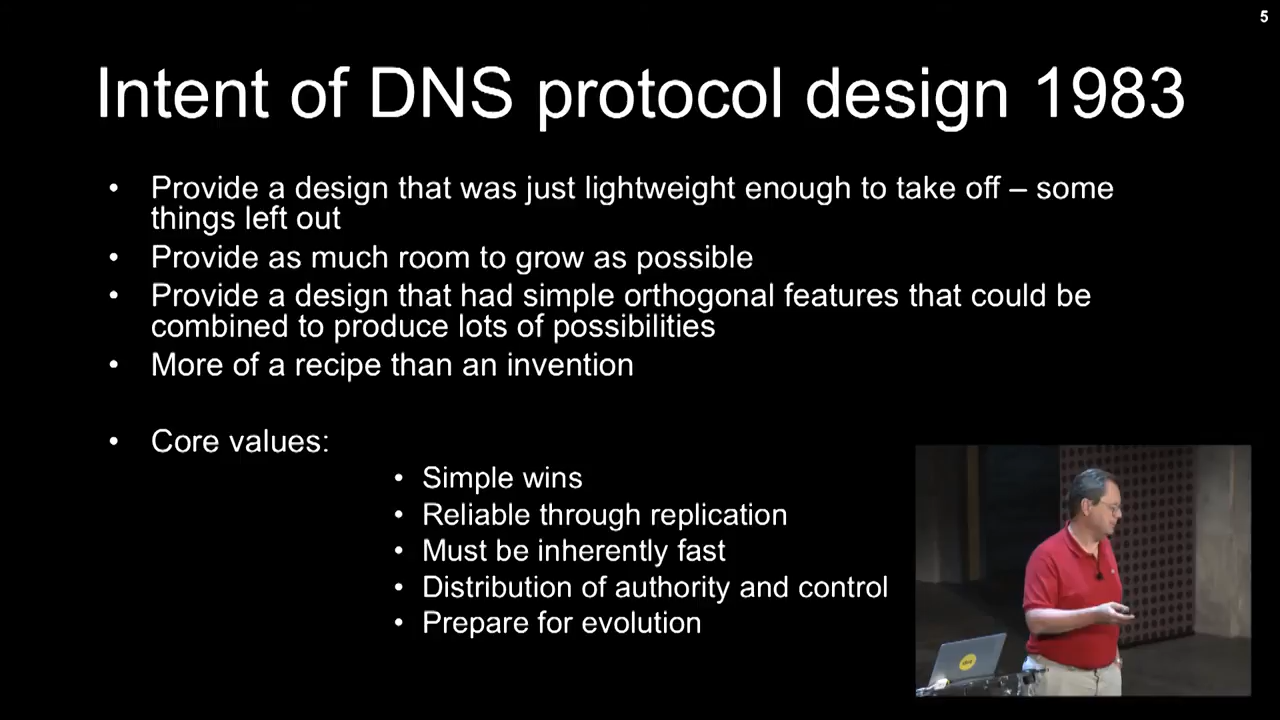 5
Intent of DNS protocol design 1983
• Provide a design that was just lightweight enough to take off – some
things left out
• Provide as much room to grow as possible
• Provide a design that had simple orthogonal features that could be
combined to produce lots of possibilities
• More of a recipe than an invention
• Core values:
• Simple wins
• Reliable through replication
• Must be inherently fast
• Distribution of authority and control
• Prepare for evolution